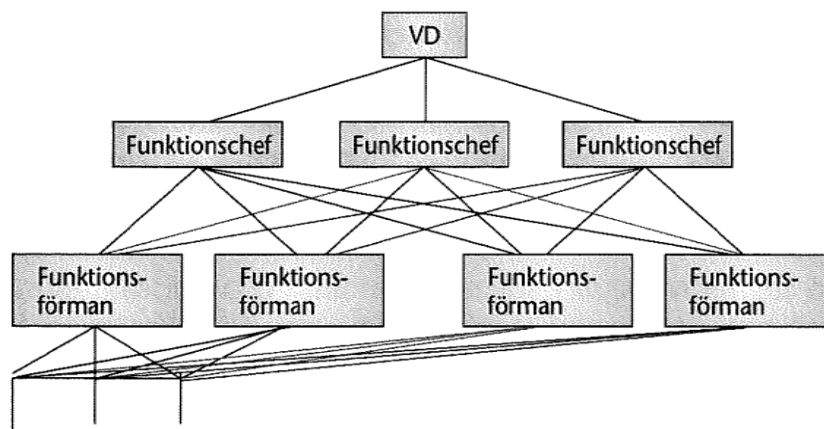 VD
Funktionschef
Funktionschef
Funktionschef
Funktions-
förman
Funktions-
förman
Funktions-
förman
Funktions-
förman